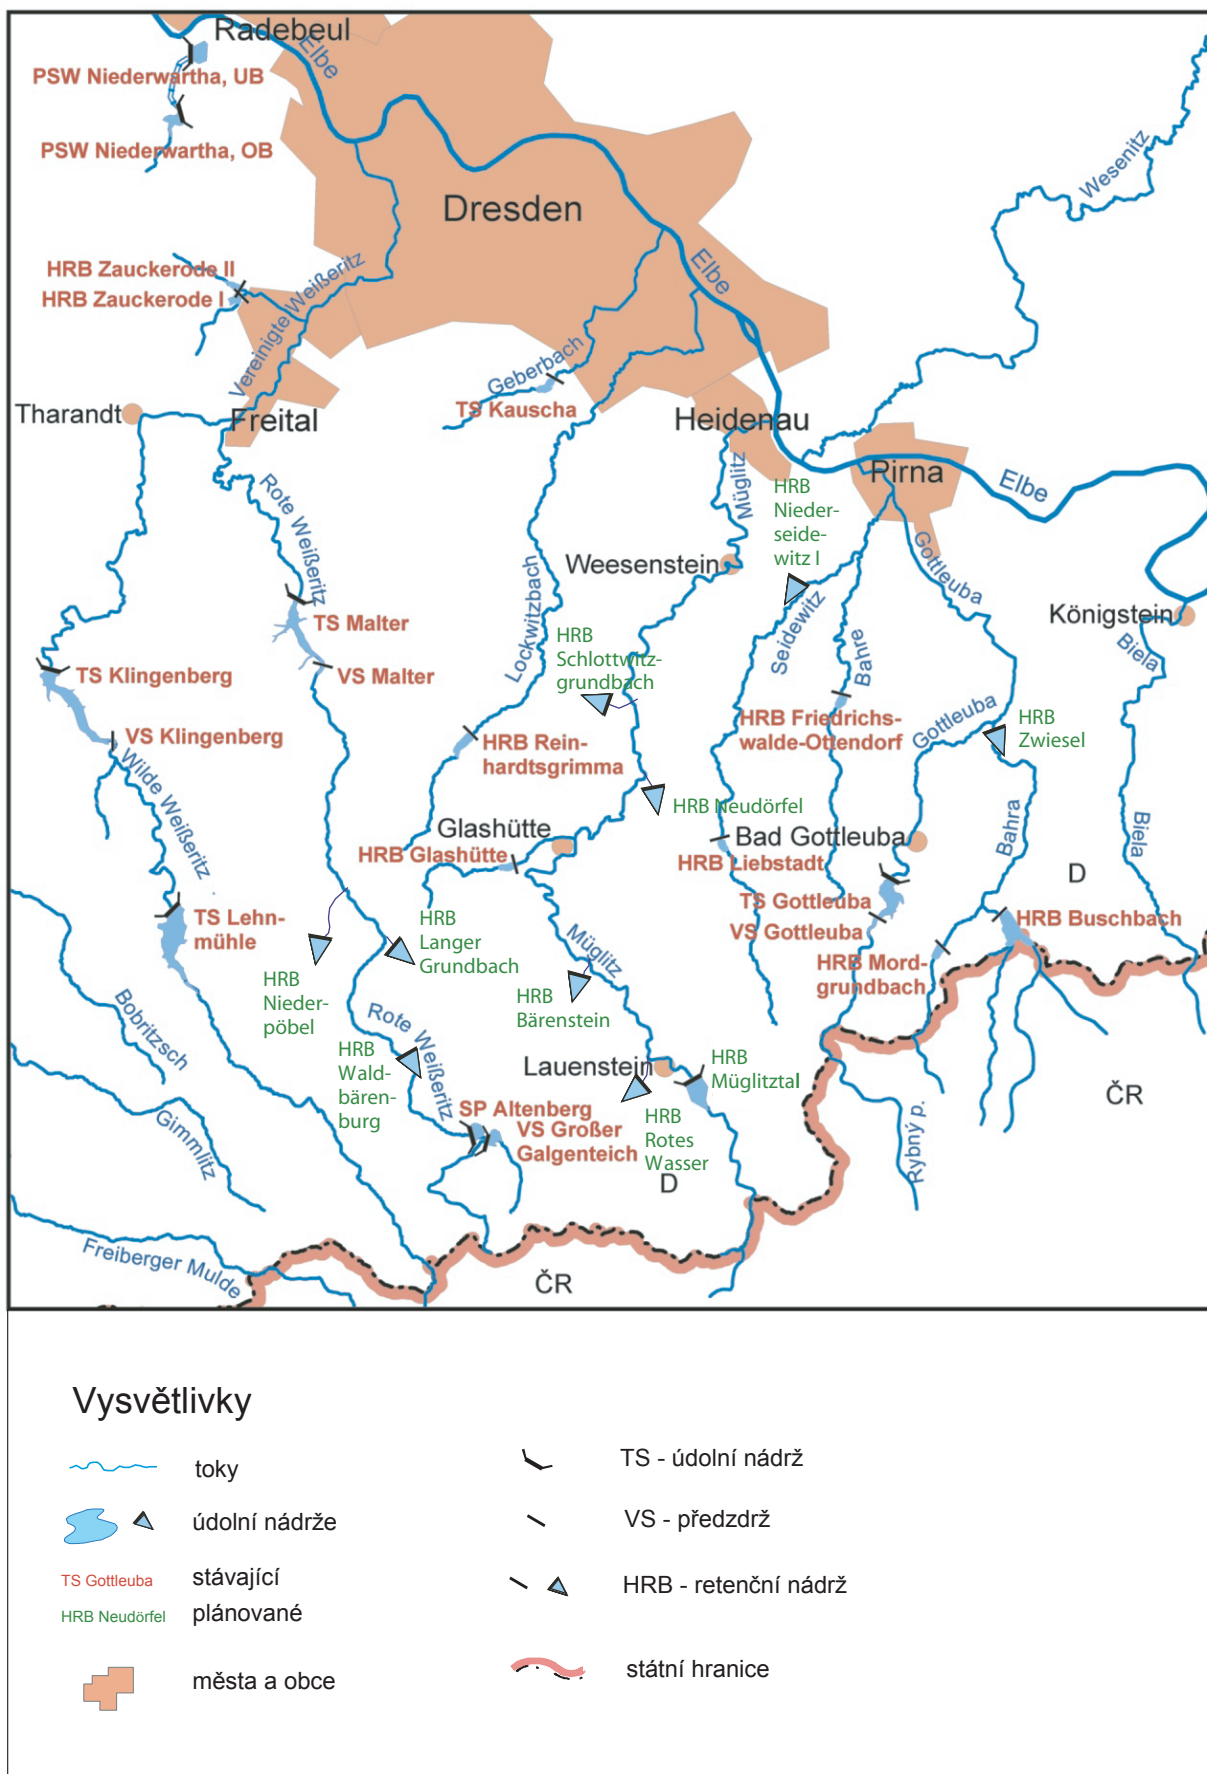 Radebeul
Elbe
PSW Niederwartha, UB
PSW Niederwartha, OB
Wesenitz
Dresden
Elbe
HRB Zauckerode II
HRB Zauckerode I
Vereinigte Weißeritz
Geberbach
TS Kauscha
Tharandt
Freital
Heidenau
Pirna
Elbe
Rote Weißeritz
Müglitz
HRB
Nieder-
seide-
witz I
Gottleuba
Weesenstein
Königstein
Lockwitzbach
Seidewitz
Bahre
Biela
TS Malter
VS Malter
HRB
Schlottwitz-
grundbach
TS Klingenberg
VS Klingenberg
HRB Friedrichs-
walde-Ottendorf
Gottleuba
HRB
Zwiesel
HRB Rein-
hardtsgrimma
Wilde Weißeritz
HRB Neudörfel
Glashütte
HRB Glashütte
Bad Gottleuba
HRB Liebstadt
Bahra
Biela
D
TS Gottleuba
VS Gottleuba
HRB Buschbach
TS Lehn-
mühle
HRB
Langer
Grundbach
Müglitz
HRB Mord-
grundbach
HRB
Nieder-
pöbel
HRB
Bärenstein
Bobritzsch
Rote Weißeritz
HRB
Wald-
bären-
burg
Lauenstein
HRB
Müglitztal
ČR
SP Altenberg
VS Großer
Galgenteich
HRB
Rotes
Wasser
D
Rybný p.
Gimmlitz
Freiberger Mulde
ČR
Vysvětlivky
toky
TS - údolní nádrž
údolní nádrže
VS - předzdrž
TS Gottleuba
stávající
HRB Neudörfel
plánované
HRB - retenční nádrž
města a obce
státní hranice